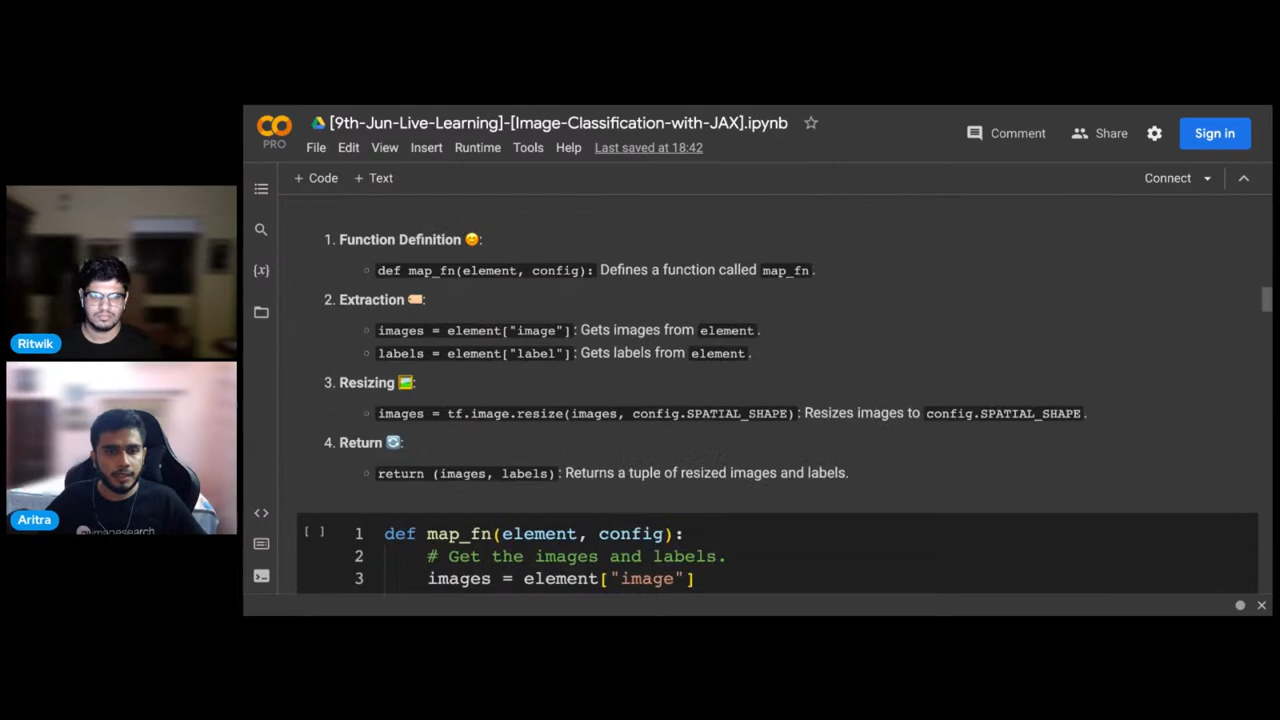 CO
PRO
[9th-Jun-Live-Learning]-[Image-Classification-with-JAX].ipynb
Comment
Share
Sign in
File Edit View Insert Runtime Tools Help Last saved at 18:42
+ Code + Text
Connect
{x}
1. Function Definition 😊:
def map_fn(element, config): Defines a function called map_fn.
2. Extraction 🏷️:
images = element["image"]: Gets images from element.
labels = element["label"]: Gets labels from element.
3. Resizing 🖼️:
images = tf.image.resize(images, config.SPATIAL_SHAPE): Resizes images to config.SPATIAL_SHAPE.
4. Return 🔄:
return (images, labels): Returns a tuple of resized images and labels.
[ ] 1 def map_fn(element, config):
2 # Get the images and labels.
3 images = element["image"]
Ritwik
Aritra
imagesearch